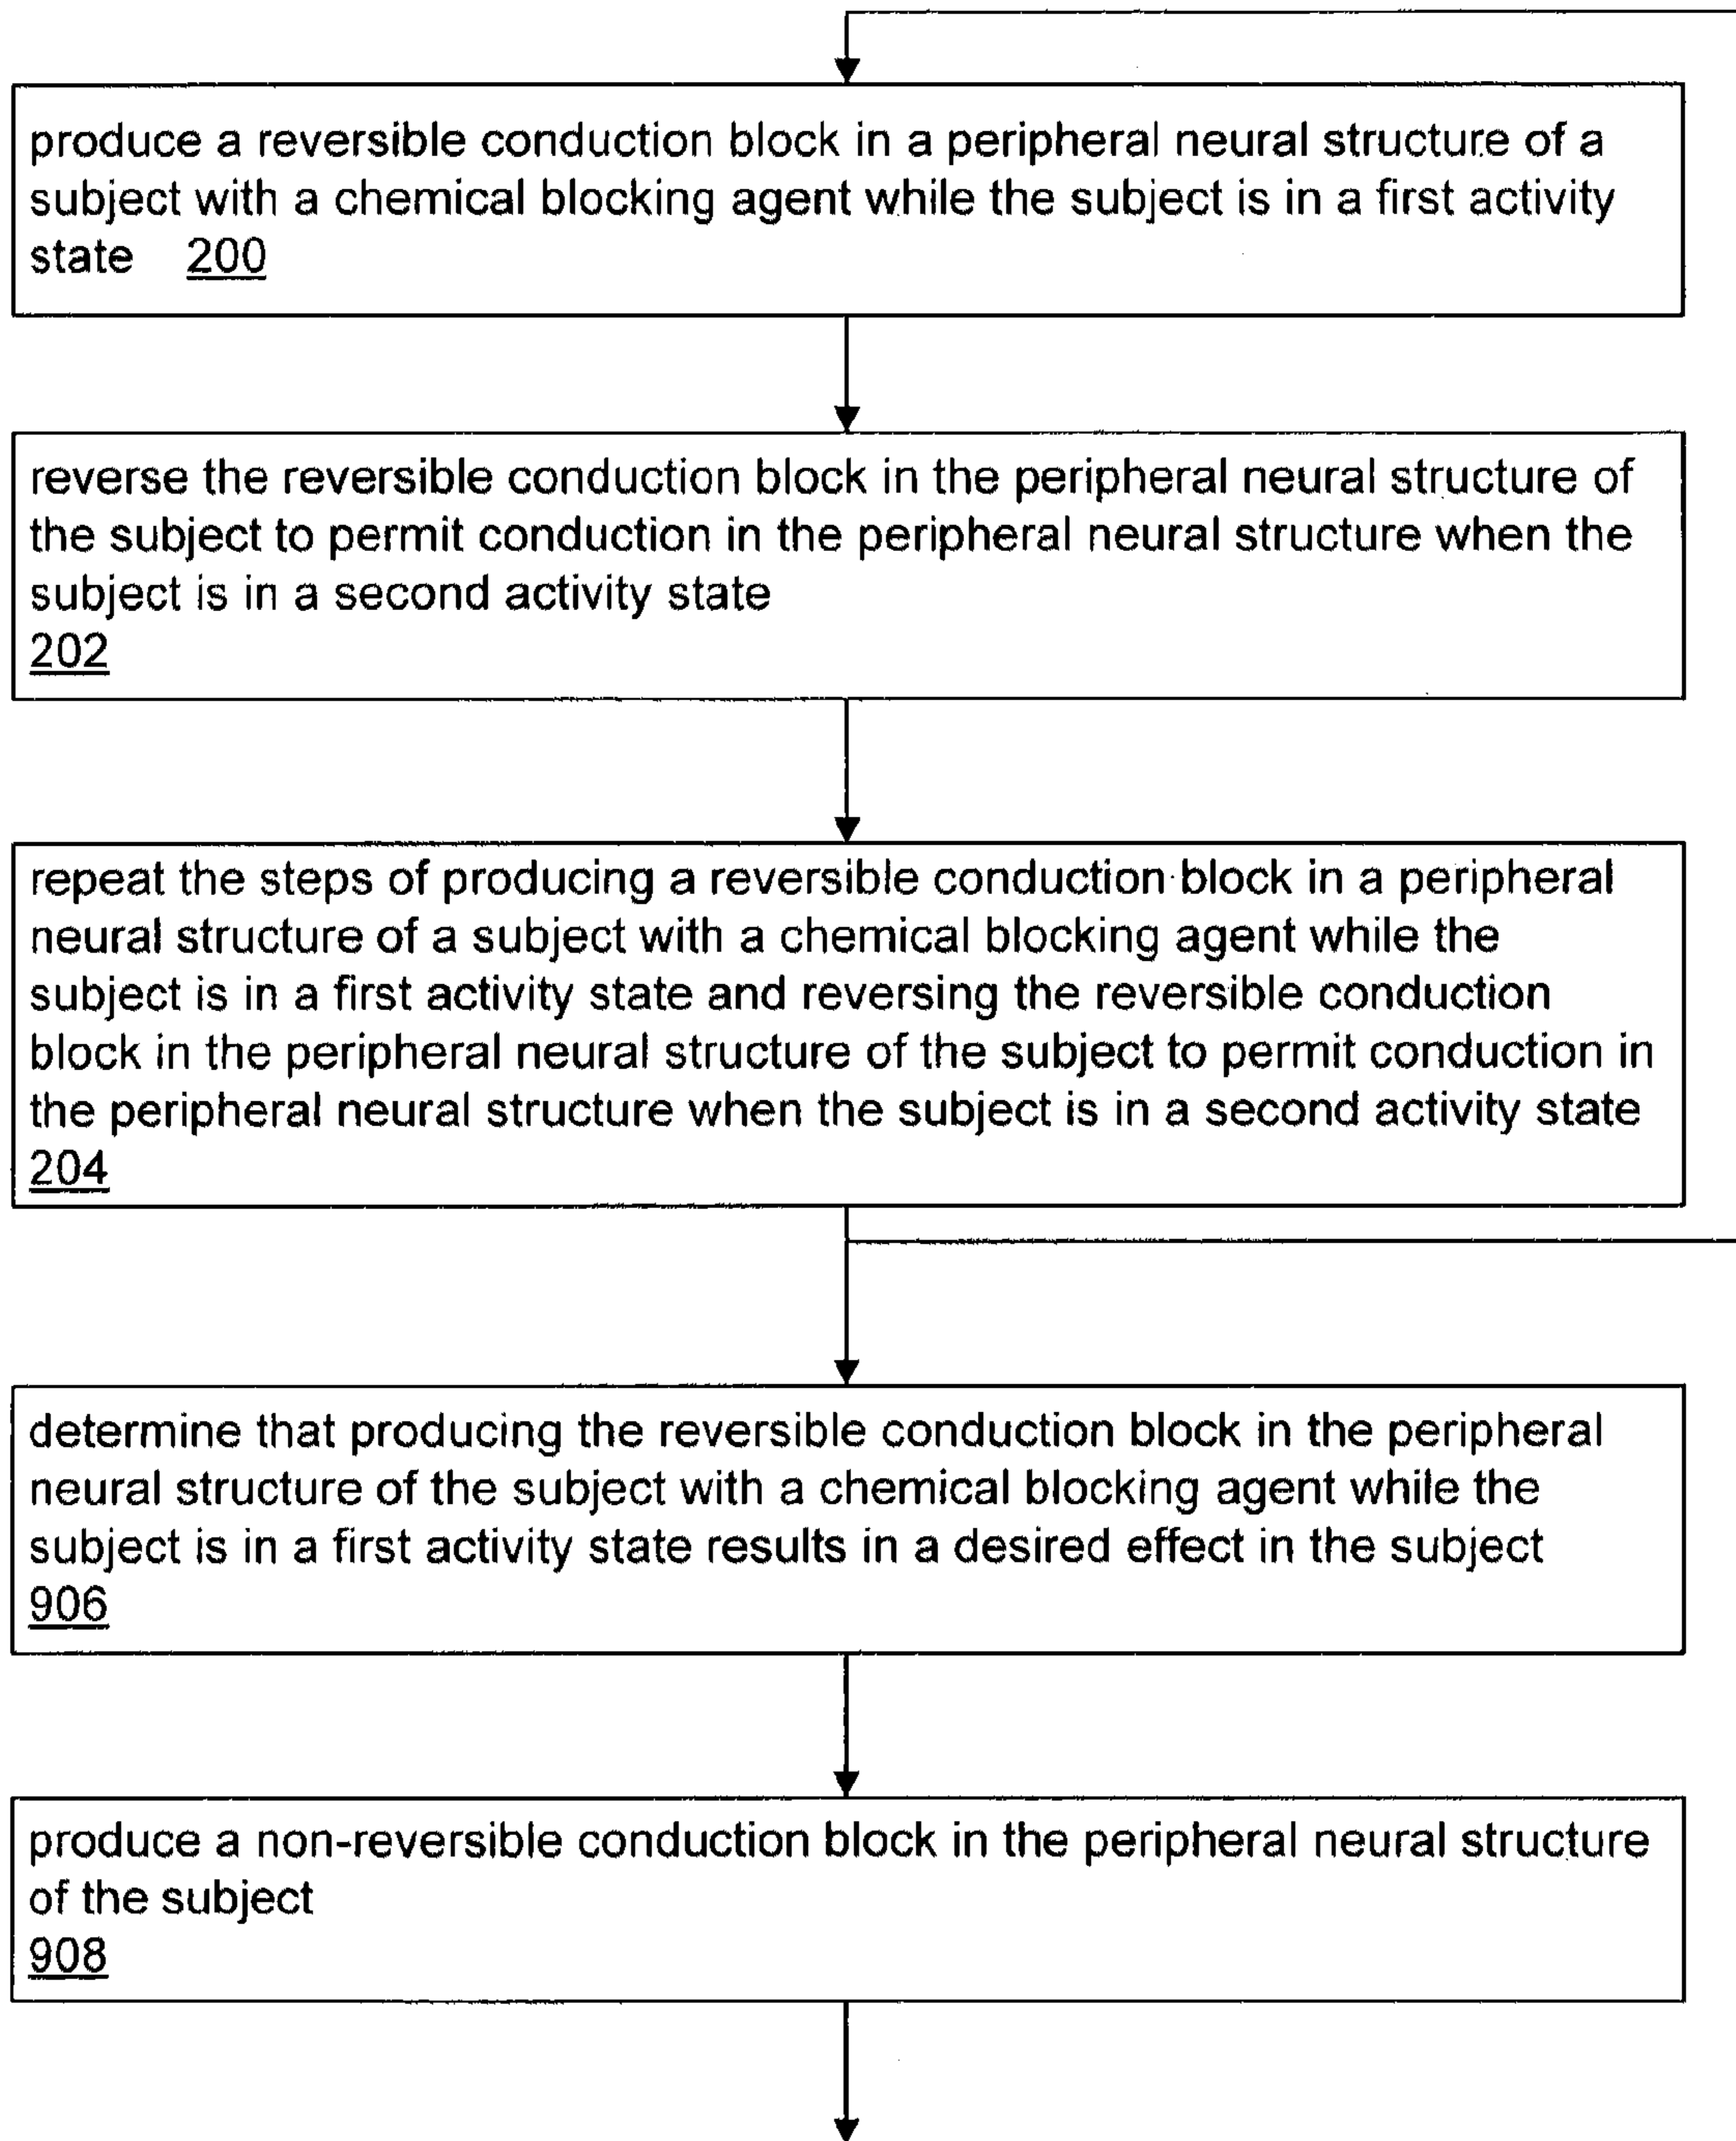 produce a reversible conduction block in a peripheral neural structure of a
subject with a chemical blocking agent while the subject is in a first activity
state 200
reverse the reversible conduction block in the peripheral neural structure of
the subject to permit conduction in the peripheral neural structure when the
subject is in a second activity state
202
repeat the steps of producing a reversible conduction block in a peripheral
neural structure of a subject with a chemical blocking agent while the
subject is in a first activity state and reversing the reversible conduction
block in the peripheral neural structure of the subject to permit conduction in
the peripheral neural structure when the subject is in a second activity state
204
determine that producing the reversible conduction block in the peripheral
neural structure of the subject with a chemical blocking agent while the
subject is in a first activity state results in a desired effect in the subject
906
produce a non-reversible conduction block in the peripheral neural structure
of the subject
908